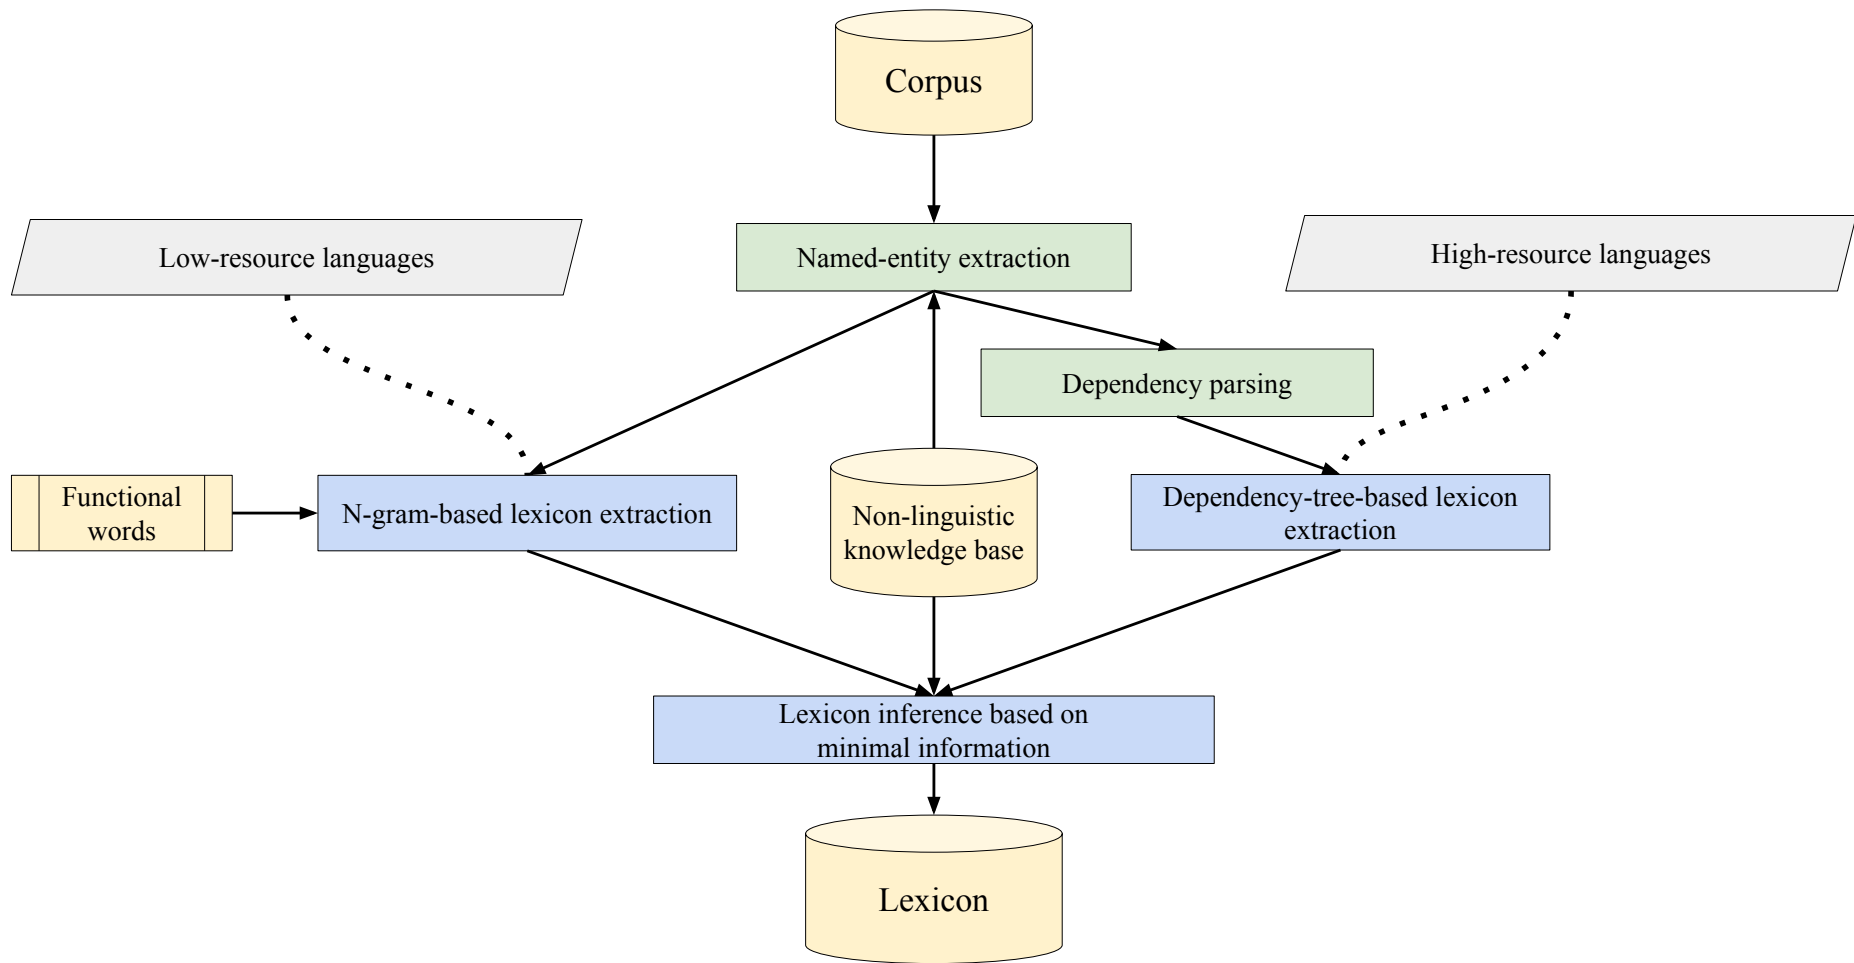 Corpus
Low-resource languages
Named-entity extraction
High-resource languages
Dependency parsing
Functional
words
N-gram-based lexicon extraction
Non-linguistic
knowledge base
Dependency-tree-based lexicon
extraction
Lexicon inference based on
minimal information
Lexicon